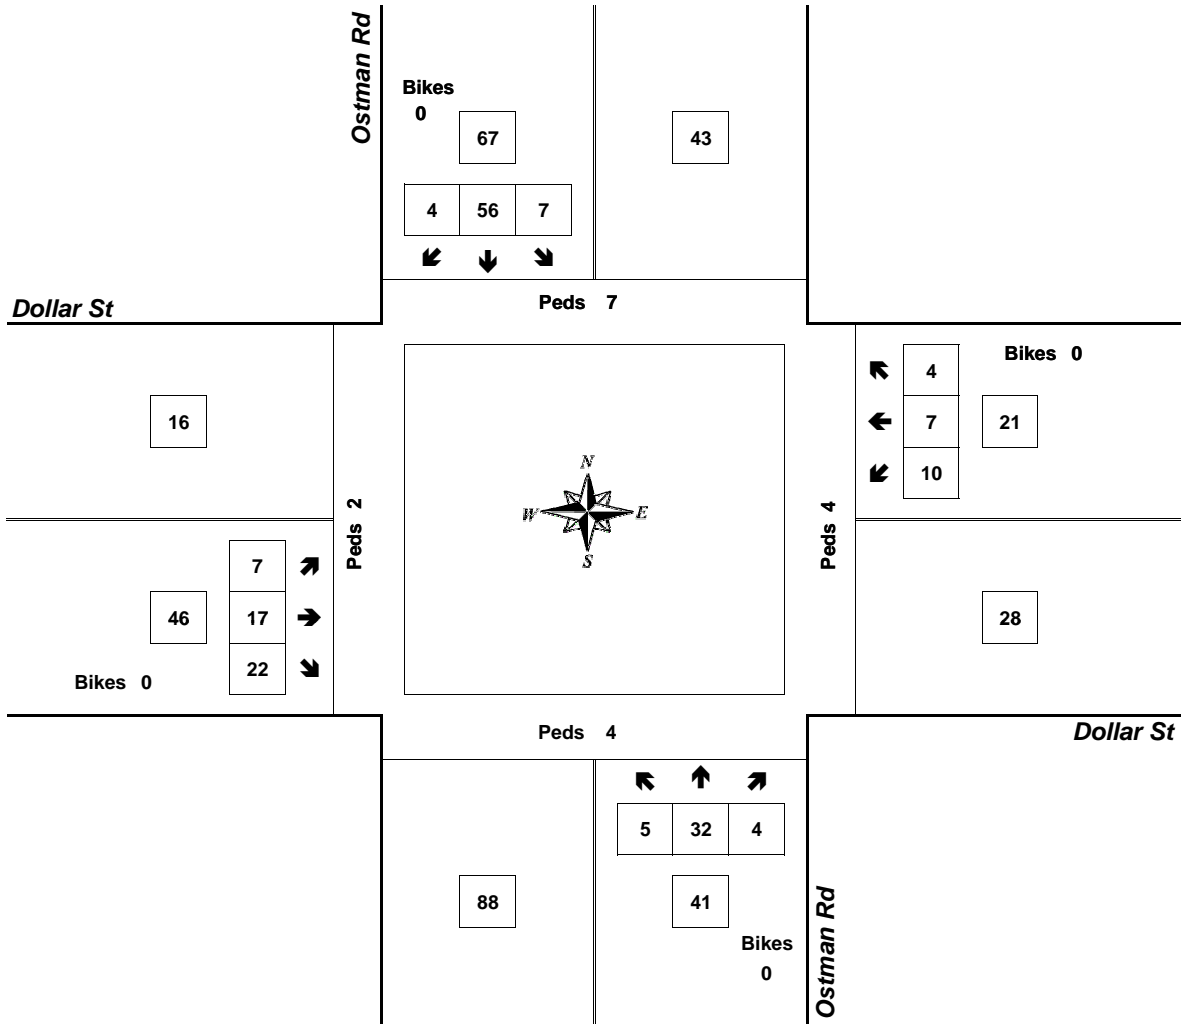 Ostman Rd
Bikes
0
67
43
4 56 7
Peds 7
Dollar St
Bikes 0
4
16
7
21
10
N
W E
S
Peds 2
Peds 4
7
46
17
28
22
Bikes 0
Peds 4
Dollar St
5 32 4
88
41
Bikes
0
Ostman Rd